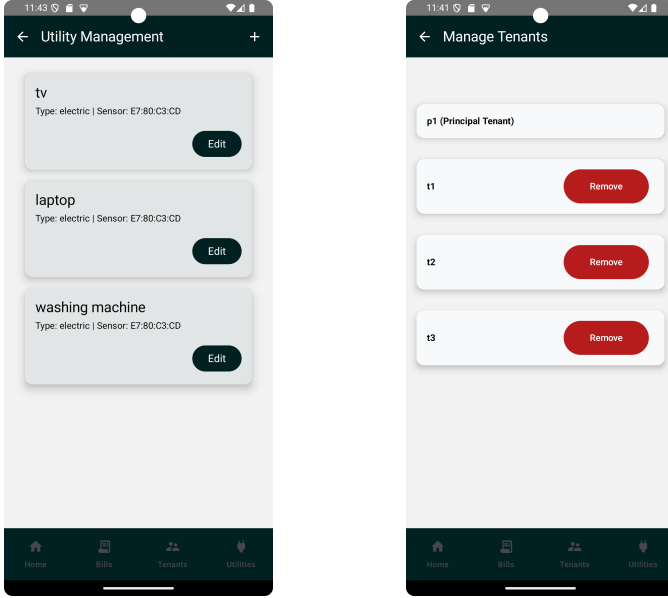 11:43
Utility Management
tv
Type: electric | Sensor: E7:80:C3:CD
Edit
laptop
Type: electric | Sensor: E7:80:C3:CD
Edit
washing machine
Type: electric | Sensor: E7:80:C3:CD
Edit
Home Bills Tenants Utilities
11:41
Manage Tenants
p1 (Principal Tenant)
t1 Remove
t2 Remove
t3 Remove
Home Bills Tenants Utilities